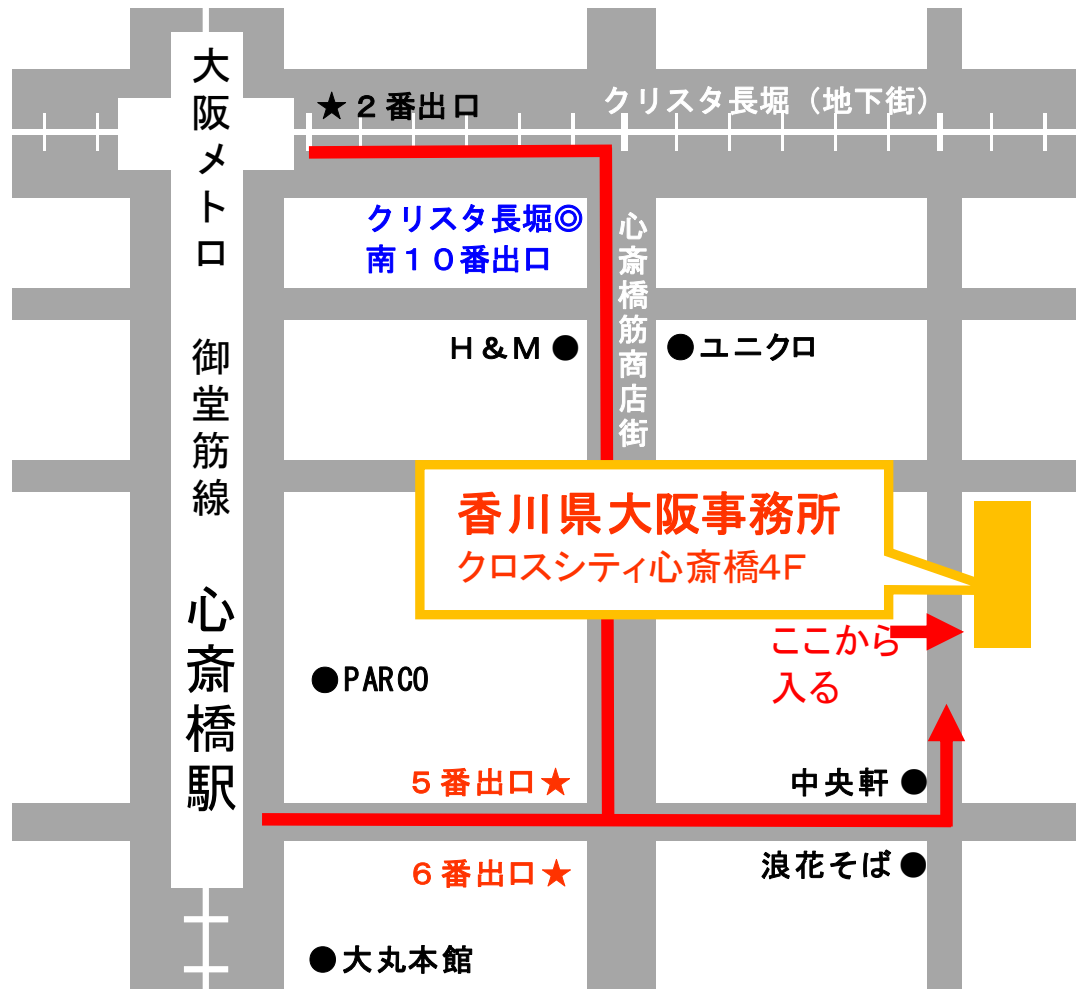 大阪メトロ 御堂筋線 心斎橋駅
★２番出口
クリスタ長堀（地下街）
クリスタ長堀◎
南１０番出口
心斎橋筋商店街
Ｈ＆Ｍ●
●ユニクロ
香川県大阪事務所
クロスシティ心斎橋4F
ここから
入る
●PARCO
５番出口★
中央軒●
６番出口★
浪花そば●
●大丸本館